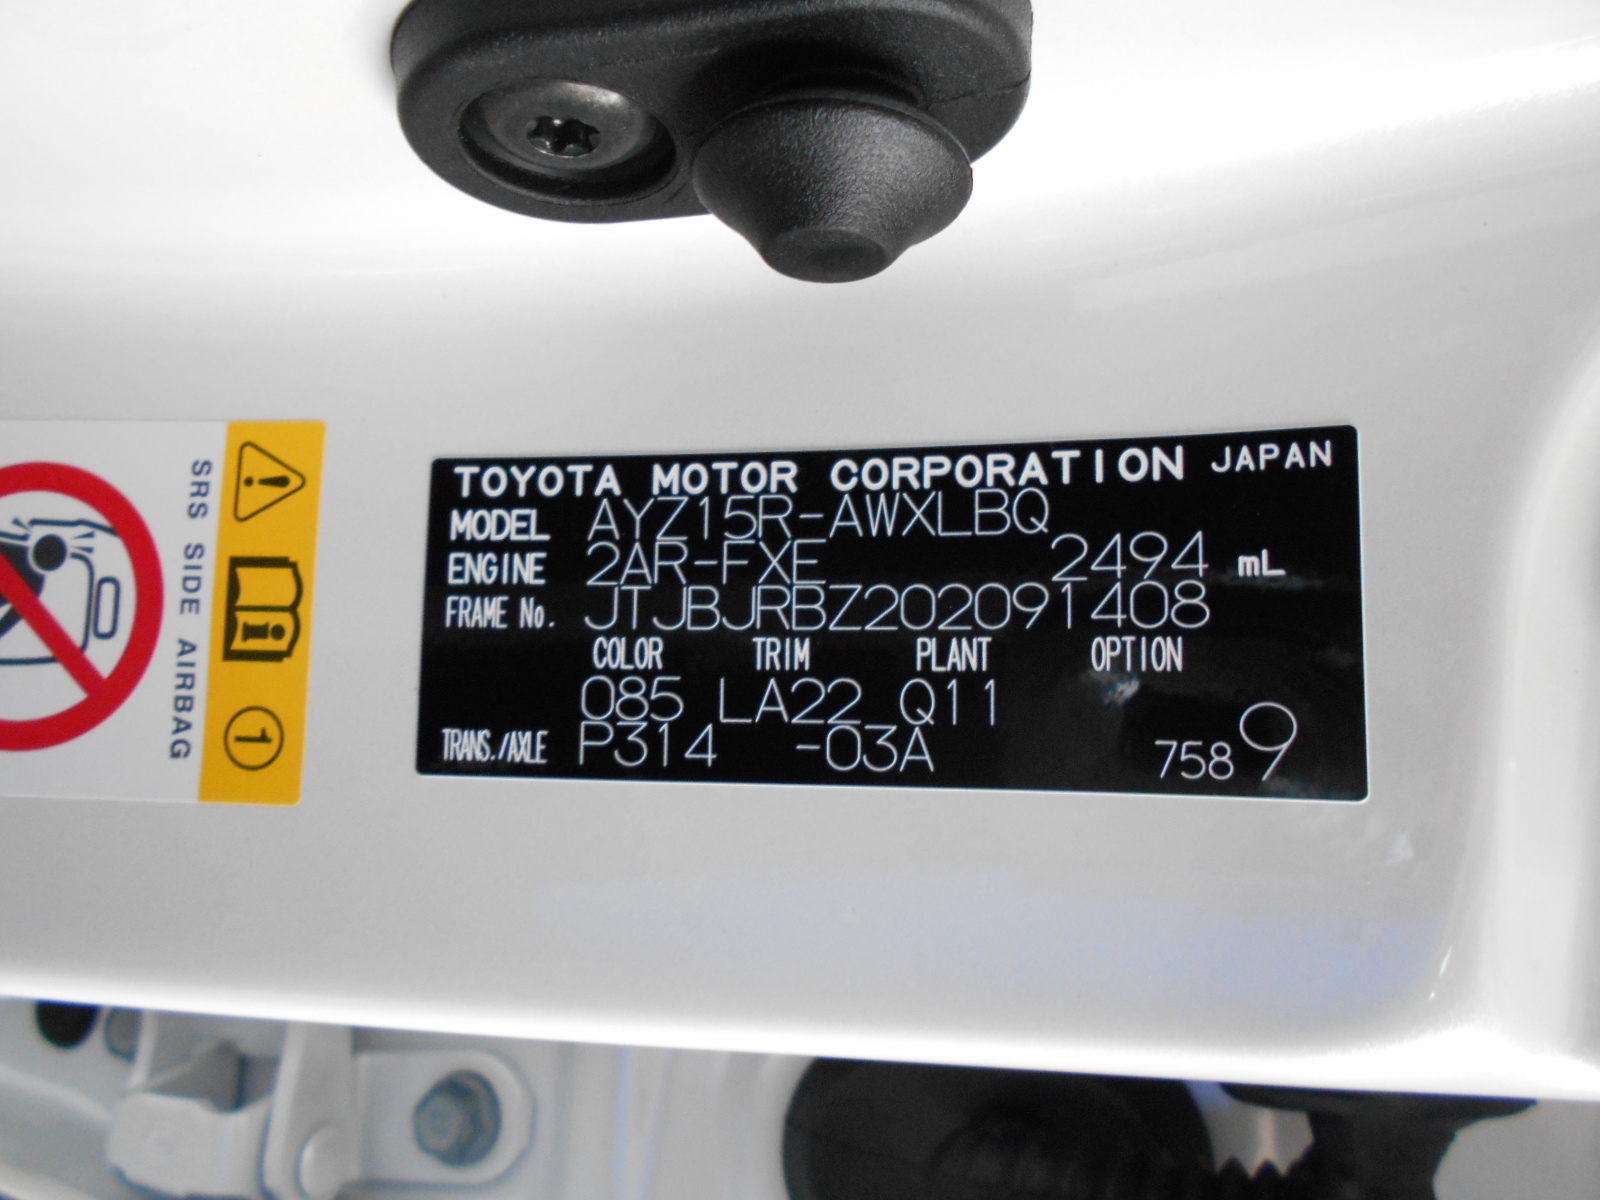 SRS SIDE AIRBAG
1
TOYOTA MOTOR CORPORATION JAPAN
MODEL AYZ15R-AWXLBQ
ENGINE 2AR-FXE 2494 mL
FRAME No. JTJBJRBZ202091408
COLOR TRIM PLANT OPTION
085 LA22 Q11
TRANS./AXLE P314 -03A 7589